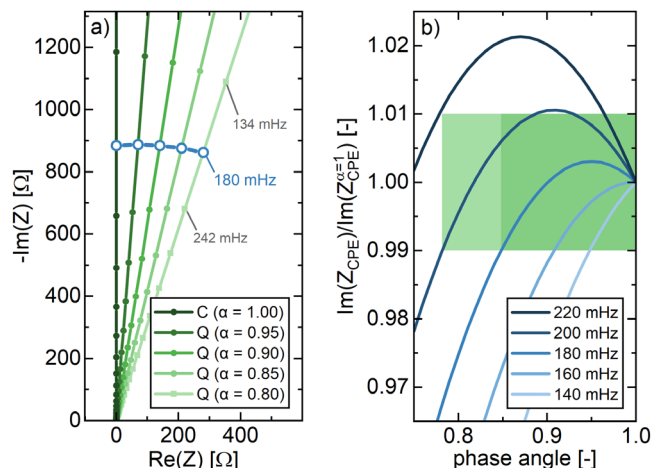 a)
1200
1000
800
600
400
200
0
-Im(Z) [Ω]
0
200
400
Re(Z) [Ω]
134 mHz
180 mHz
242 mHz
C (α = 1.00)
Q (α = 0.95)
Q (α = 0.90)
Q (α = 0.85)
Q (α = 0.80)
b)
1.02
1.01
1.00
0.99
0.98
0.97
Im(Z_CPE)/Im(Z_CPE^α=1) [-]
0.8
0.9
1.0
phase angle [-]
220 mHz
200 mHz
180 mHz
160 mHz
140 mHz